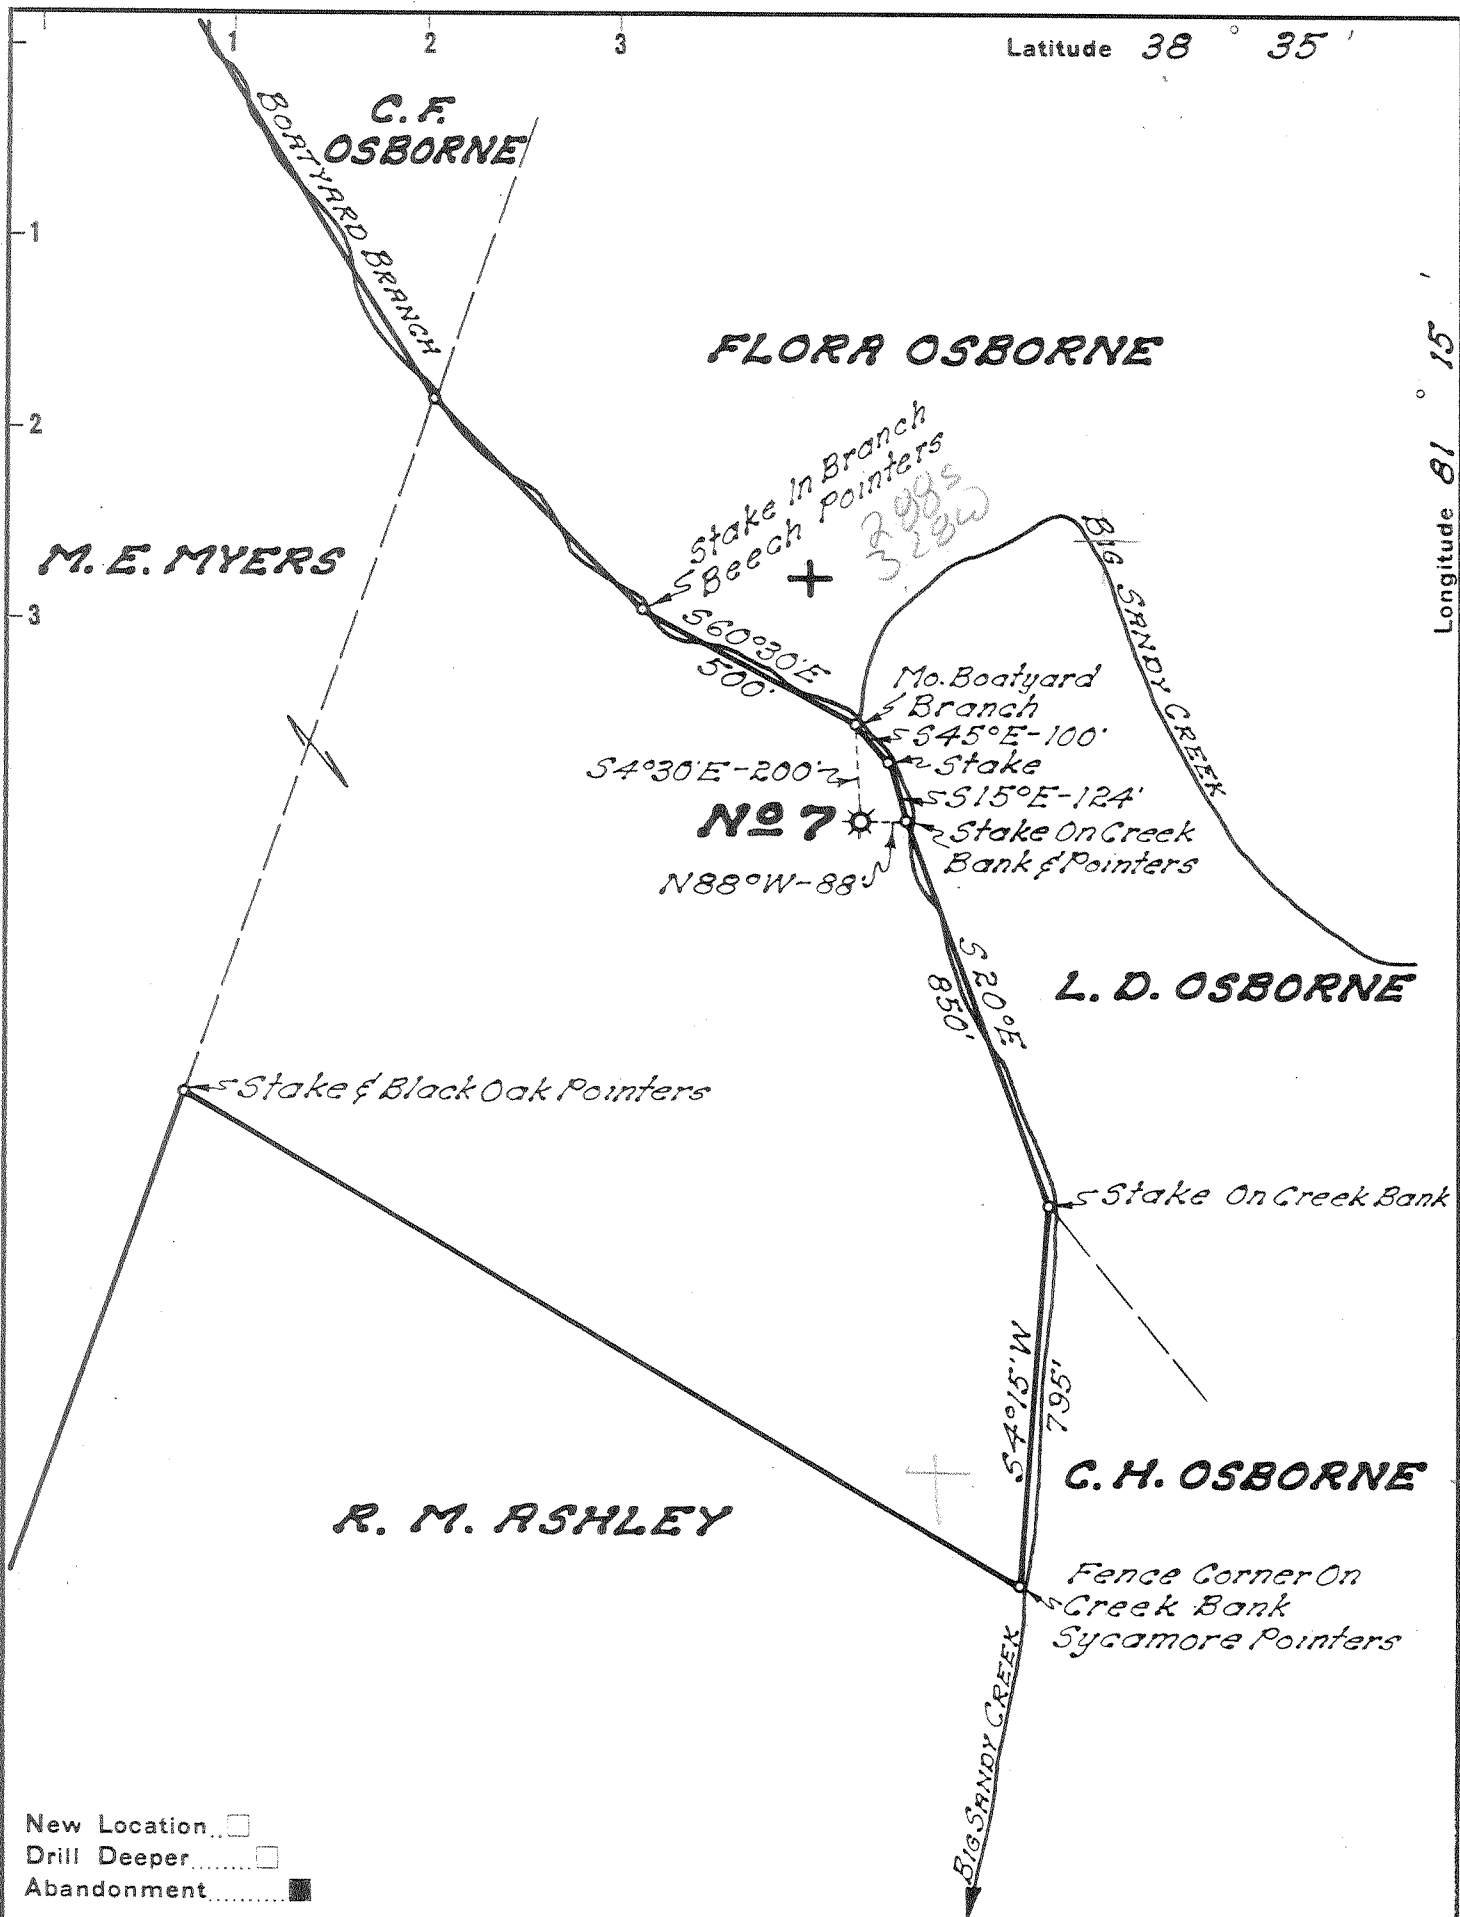 1 2 3
Latitude 38 ° 35 '
C. F.
OSBORNE
BOATYARD BRANCH
1
2
3
FLORA OSBORNE
Longitude 81 ° 15 '
Stake In Branch
Beech Pointers
288s
328W
M. E. MYERS
BIG SANDY CREEK
S60°30'E
500'
Mo. Boatyard
Branch
S45°E-100'
Stake
S4°30'E-200'
S15°E-124'
No 7
Stake On Creek
Bank & Pointers
N88°W-88'
S 20°E
850'
L. D. OSBORNE
Stake & Black Oak Pointers
Stake On Creek Bank
S4°15'W
795'
C. H. OSBORNE
R. M. ASHLEY
Fence Corner On
Creek Bank
Sycamore Pointers
BIG SANDY CREEK
New Location
Drill Deeper
Abandonment